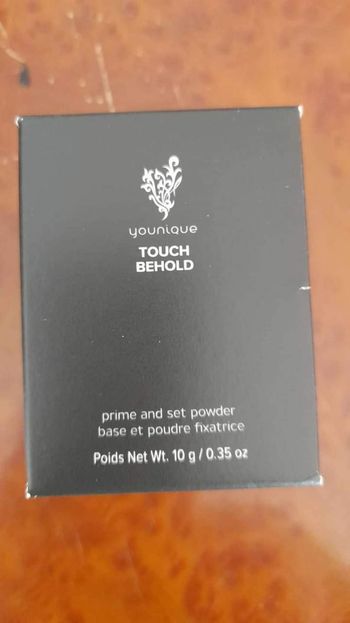 younique
TOUCH
BEHOLD
prime and set powder
base et poudre fixatrice
Poids Net Wt. 10 g / 0.35 oz